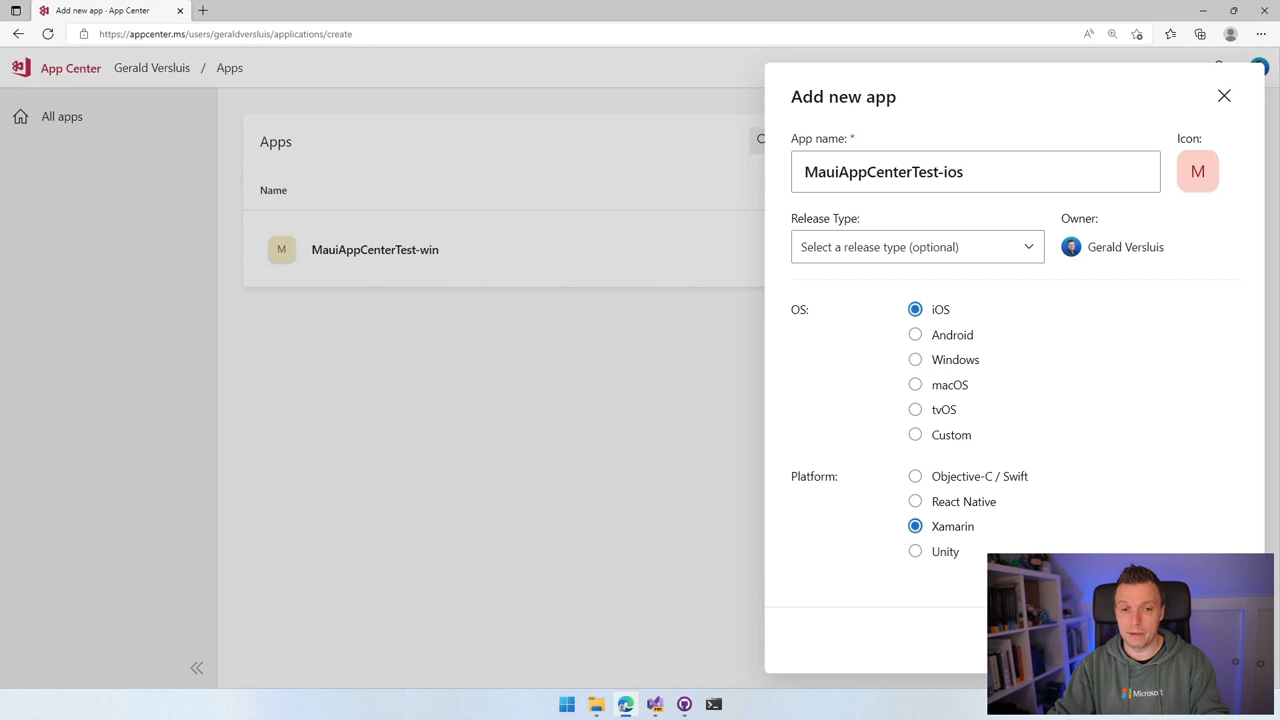 Add new app · App Center
https://appcenter.ms/users/geraldversluis/applications/create
App Center
Gerald Versluis / Apps
All apps
Apps
Name
M
MauiAppCenterTest-win
Add new app
App name: *
Icon:
MauiAppCenterTest-ios
M
Release Type:
Owner:
Select a release type (optional)
Gerald Versluis
OS:
iOS
Android
Windows
macOS
tvOS
Custom
Platform:
Objective-C / Swift
React Native
Xamarin
Unity
Microsoft